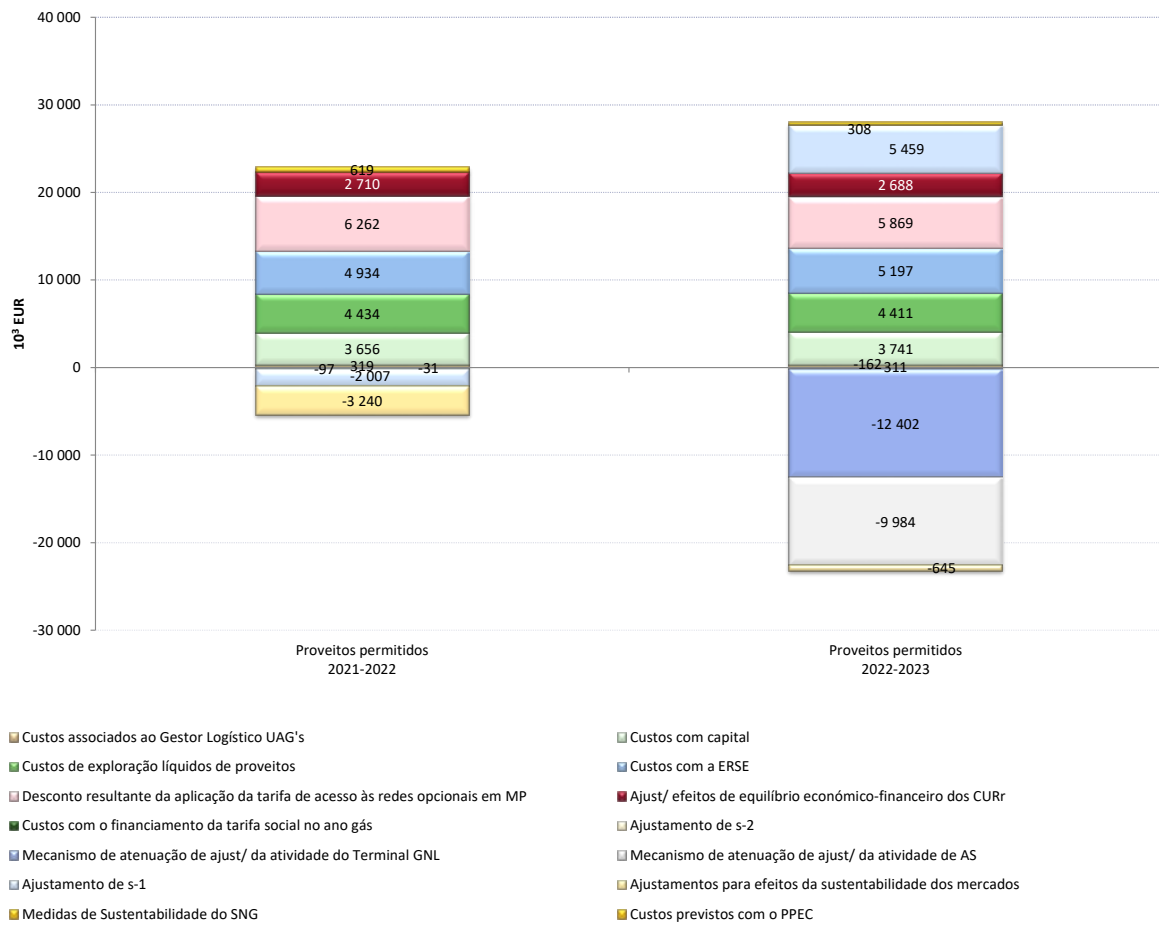 40 000
30 000
20 000
10 000
0
-10 000
-20 000
-30 000
10³ EUR
619
2 710
6 262
4 934
4 434
3 656
319
-97
-31
-2 007
-3 240
308
5 459
2 688
5 869
5 197
4 411
3 741
-162
311
-12 402
-9 984
-645
Proveitos permitidos
2021-2022
Proveitos permitidos
2022-2023
Custos associados ao Gestor Logístico UAG's
Custos com capital
Custos de exploração líquidos de proveitos
Custos com a ERSE
Desconto resultante da aplicação da tarifa de acesso às redes opcionais em MP
Ajust/ efeitos de equilíbrio económico-financeiro dos CURr
Custos com o financiamento da tarifa social no ano gás
Ajustamento de s-2
Mecanismo de atenuação de ajust/ da atividade do Terminal GNL
Mecanismo de atenuação de ajust/ da atividade de AS
Ajustamento de s-1
Ajustamentos para efeitos da sustentabilidade dos mercados
Medidas de Sustentabilidade do SNG
Custos previstos com o PPEC